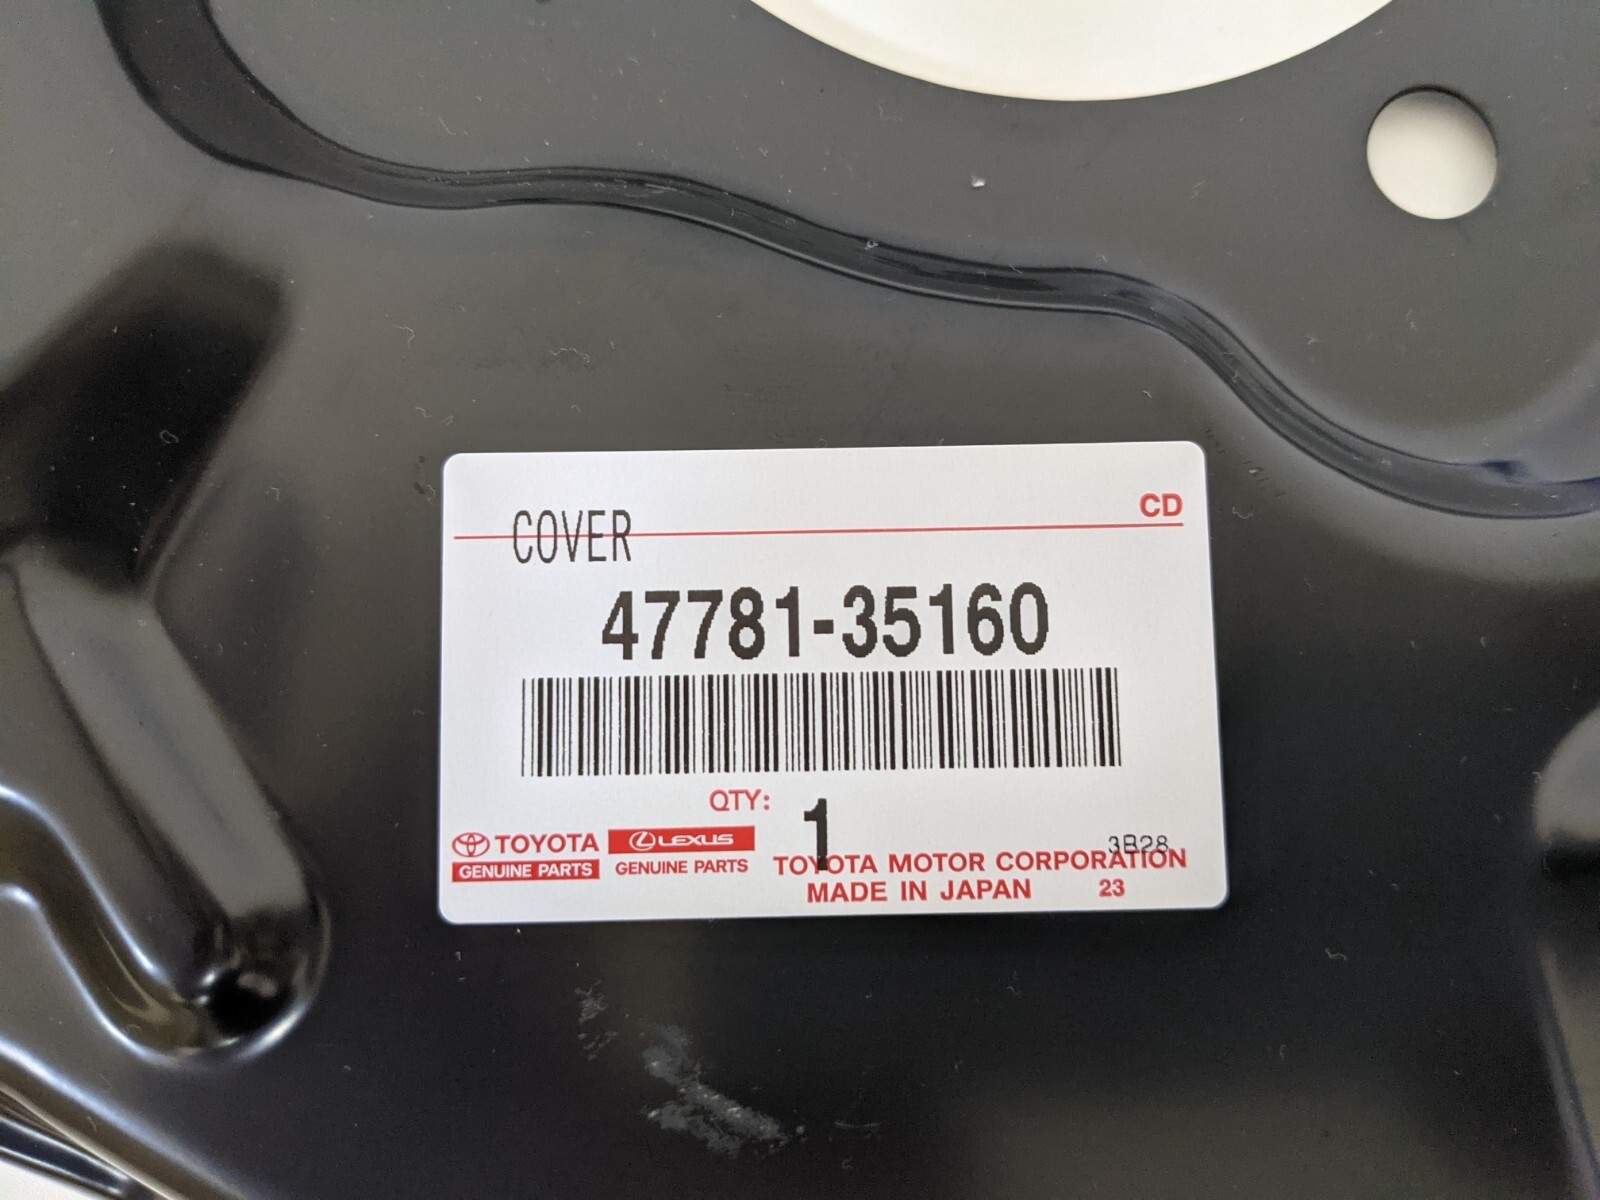 CD
COVER
47781-35160
QTY: 1
TOYOTA
GENUINE PARTS
LEXUS
GENUINE PARTS
3B28
TOYOTA MOTOR CORPORATION
MADE IN JAPAN 23